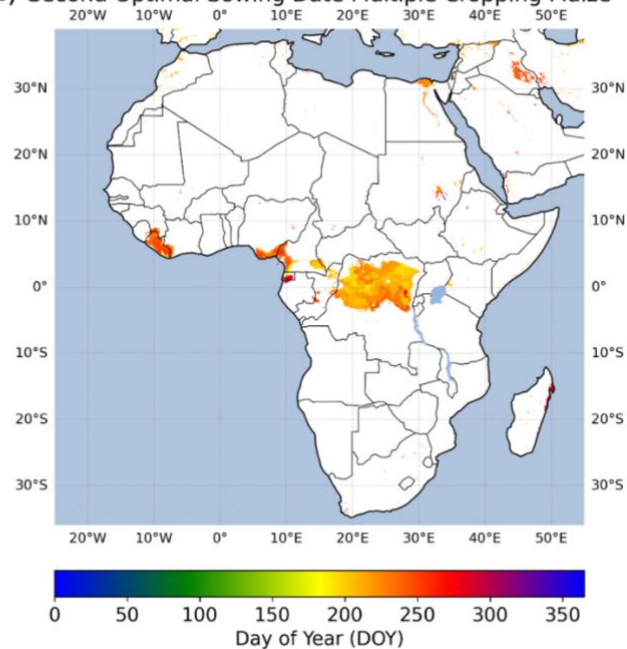 Second Optimal Sowing Date Multiple Cropping Maize
20°W 10°W 0° 10°E 20°E 30°E 40°E 50°E
30°N 30°N
20°N 20°N
10°N 10°N
0° 0°
10°S 10°S
20°S 20°S
30°S 30°S
20°W 10°W 0° 10°E 20°E 30°E 40°E 50°E
0 50 100 150 200 250 300 350
Day of Year (DOY)